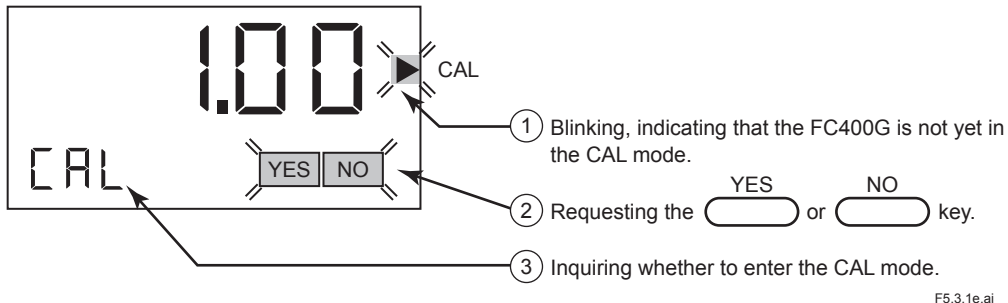 1.00
CAL
① Blinking, indicating that the FC400G is not yet in
the CAL mode.
CAL
YES NO
YES NO
② Requesting the or key.
③ Inquiring whether to enter the CAL mode.
F5.3.1e.ai